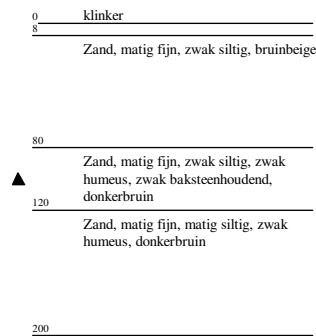 0 klinker
8
Zand, matig fijn, zwak siltig, bruinbeige
80
Zand, matig fijn, zwak siltig, zwak
humeus, zwak baksteenhoudend,
donkerbruin
120
Zand, matig fijn, matig siltig, zwak
humeus, donkerbruin
200